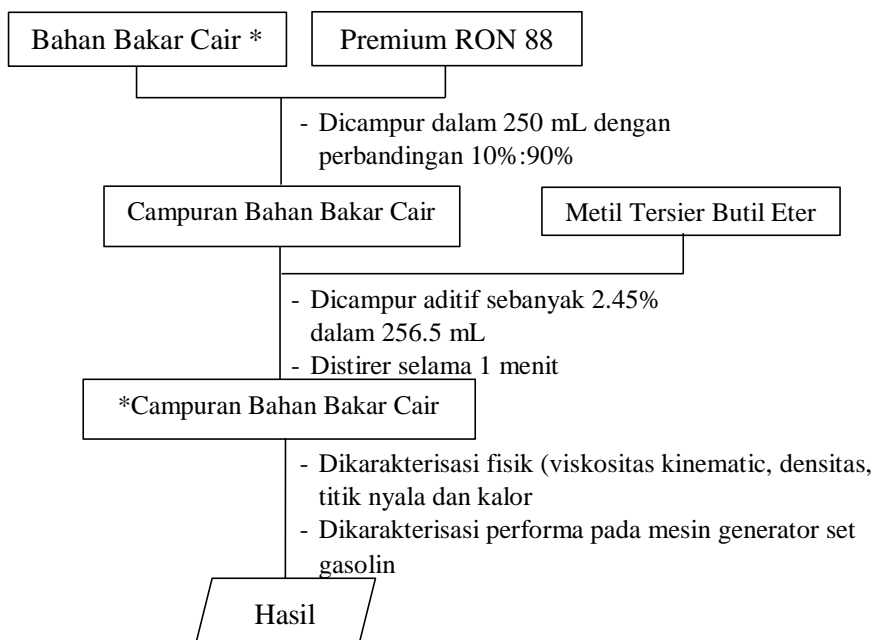 Bahan Bakar Cair *
Premium RON 88
- Dicampur dalam 250 mL dengan
perbandingan 10%:90%
Campuran Bahan Bakar Cair
Metil Tersier Butil Eter
- Dicampur aditif sebanyak 2.45%
dalam 256.5 mL
- Distirer selama 1 menit
*Campuran Bahan Bakar Cair
- Dikarakterisasi fisik (viskositas kinematic, densitas,
titik nyala dan kalor
- Dikarakterisasi performa pada mesin generator set
gasolin
Hasil